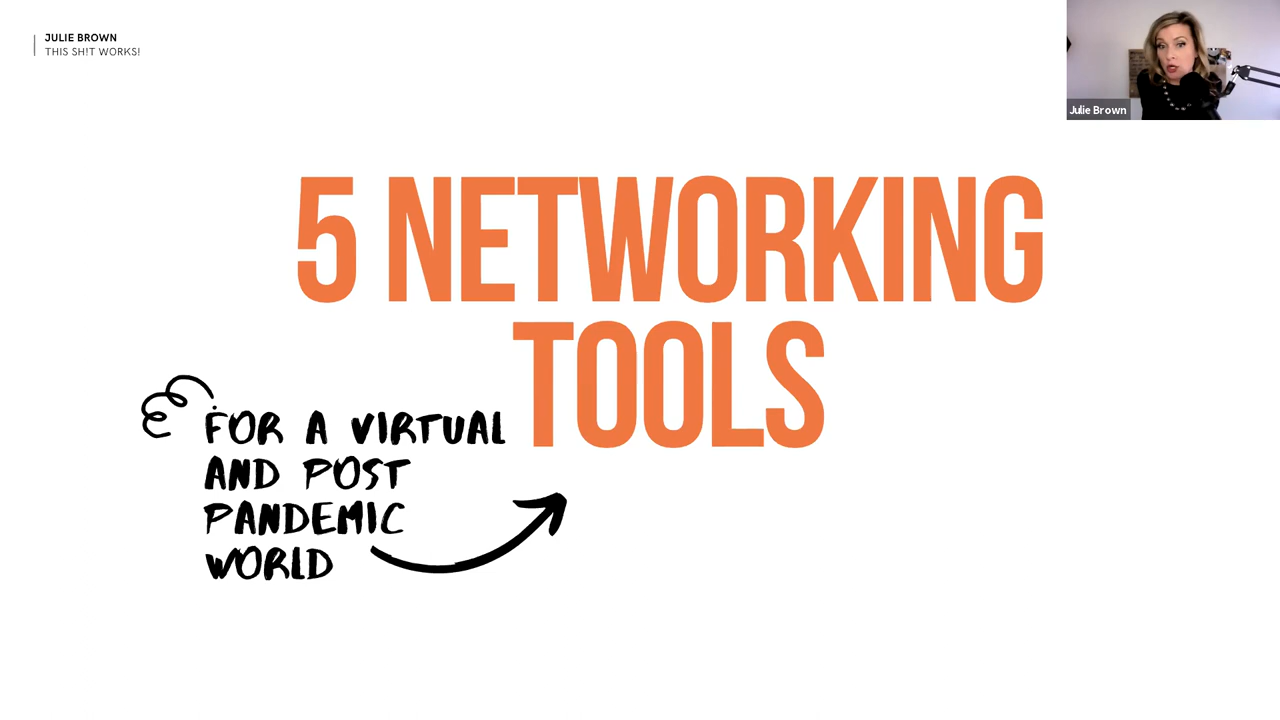 JULIE BROWN
THIS SH!T WORKS!
Julie Brown
5 NETWORKING
TOOLS
FOR A VIRTUAL
AND POST
PANDEMIC
WORLD